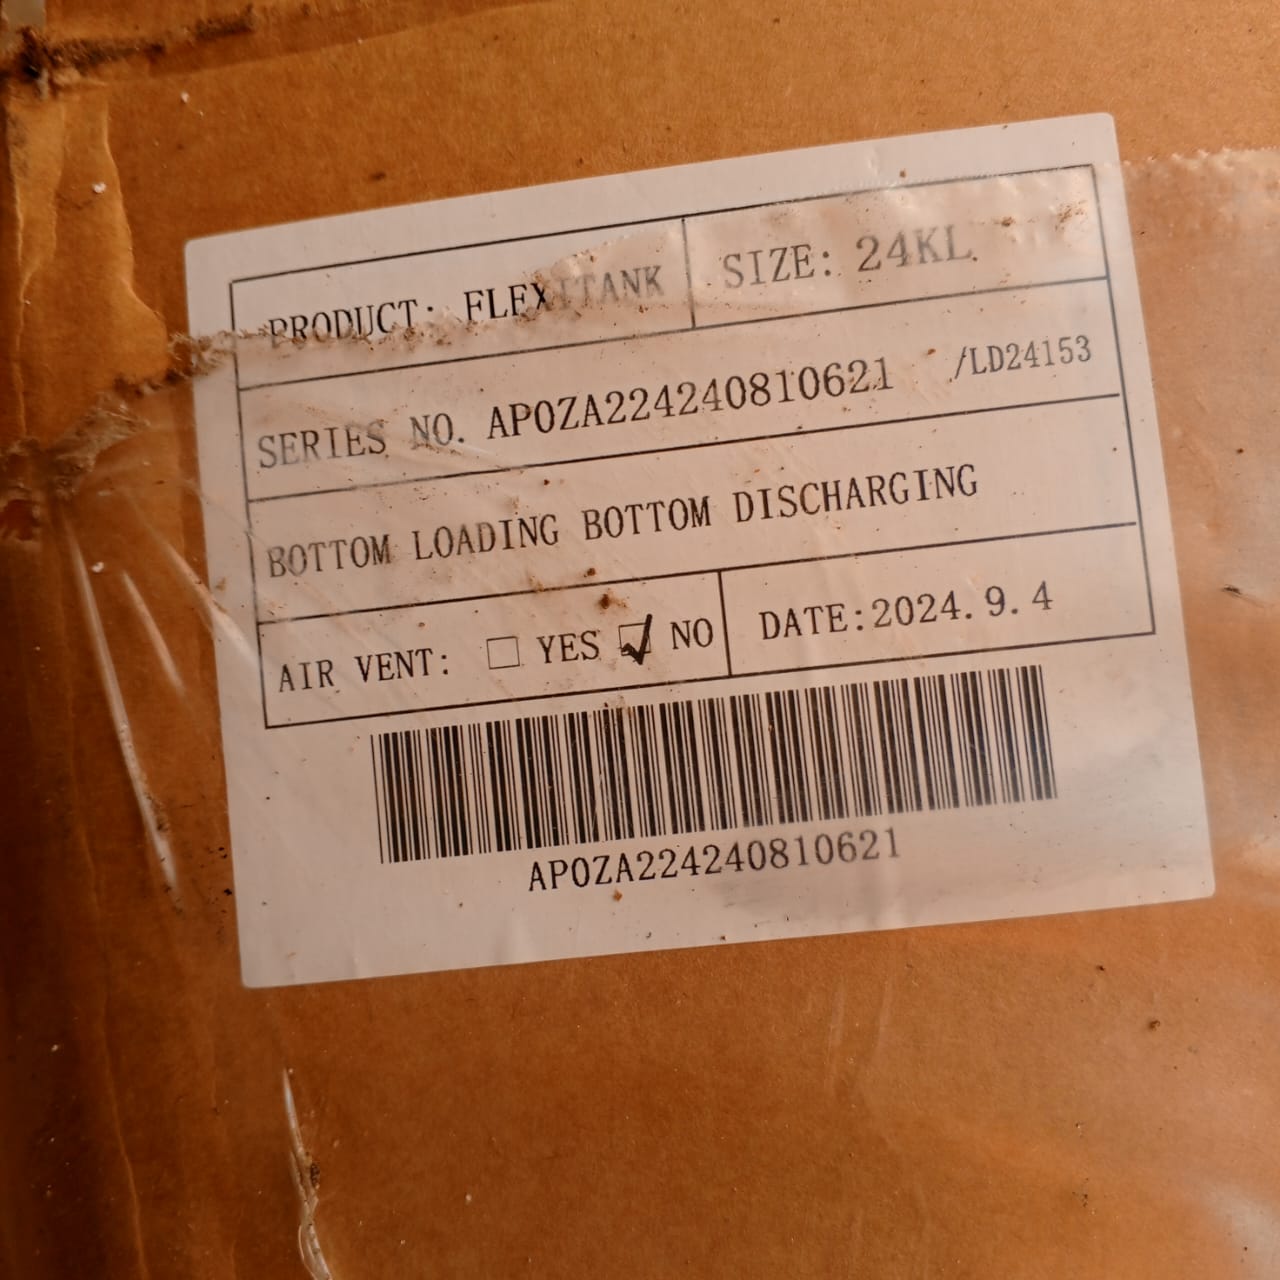 PRODUCT: FLEXITANK SIZE: 24KL
SERIES NO. APOZA224240810621 /LD24153
BOTTOM LOADING BOTTOM DISCHARGING
AIR VENT: ☐ YES ☑ NO DATE:2024.9.4
APOZA224240810621